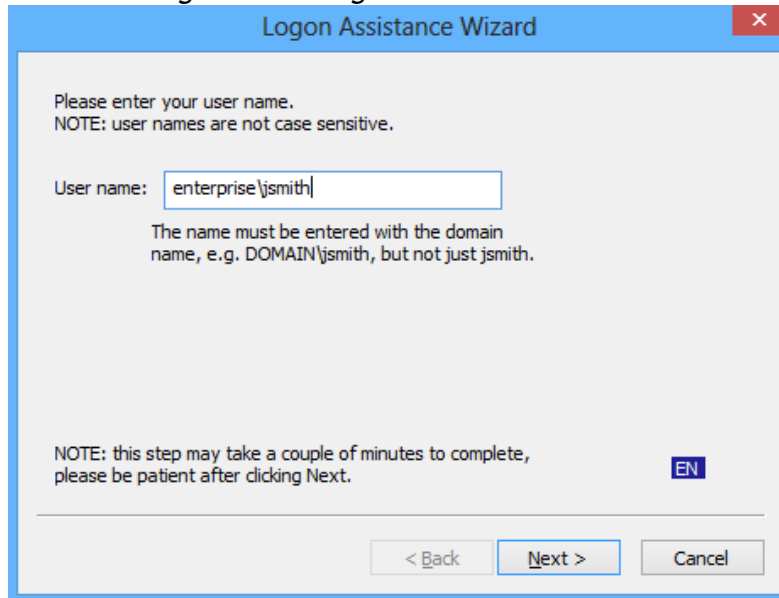 Logon Assistance Wizard
Please enter your user name.
NOTE: user names are not case sensitive.
User name: enterprise\jsmith
The name must be entered with the domain
name, e.g. DOMAIN\jsmith, but not just jsmith.
NOTE: this step may take a couple of minutes to complete,
please be patient after clicking Next.
EN
< Back Next > Cancel